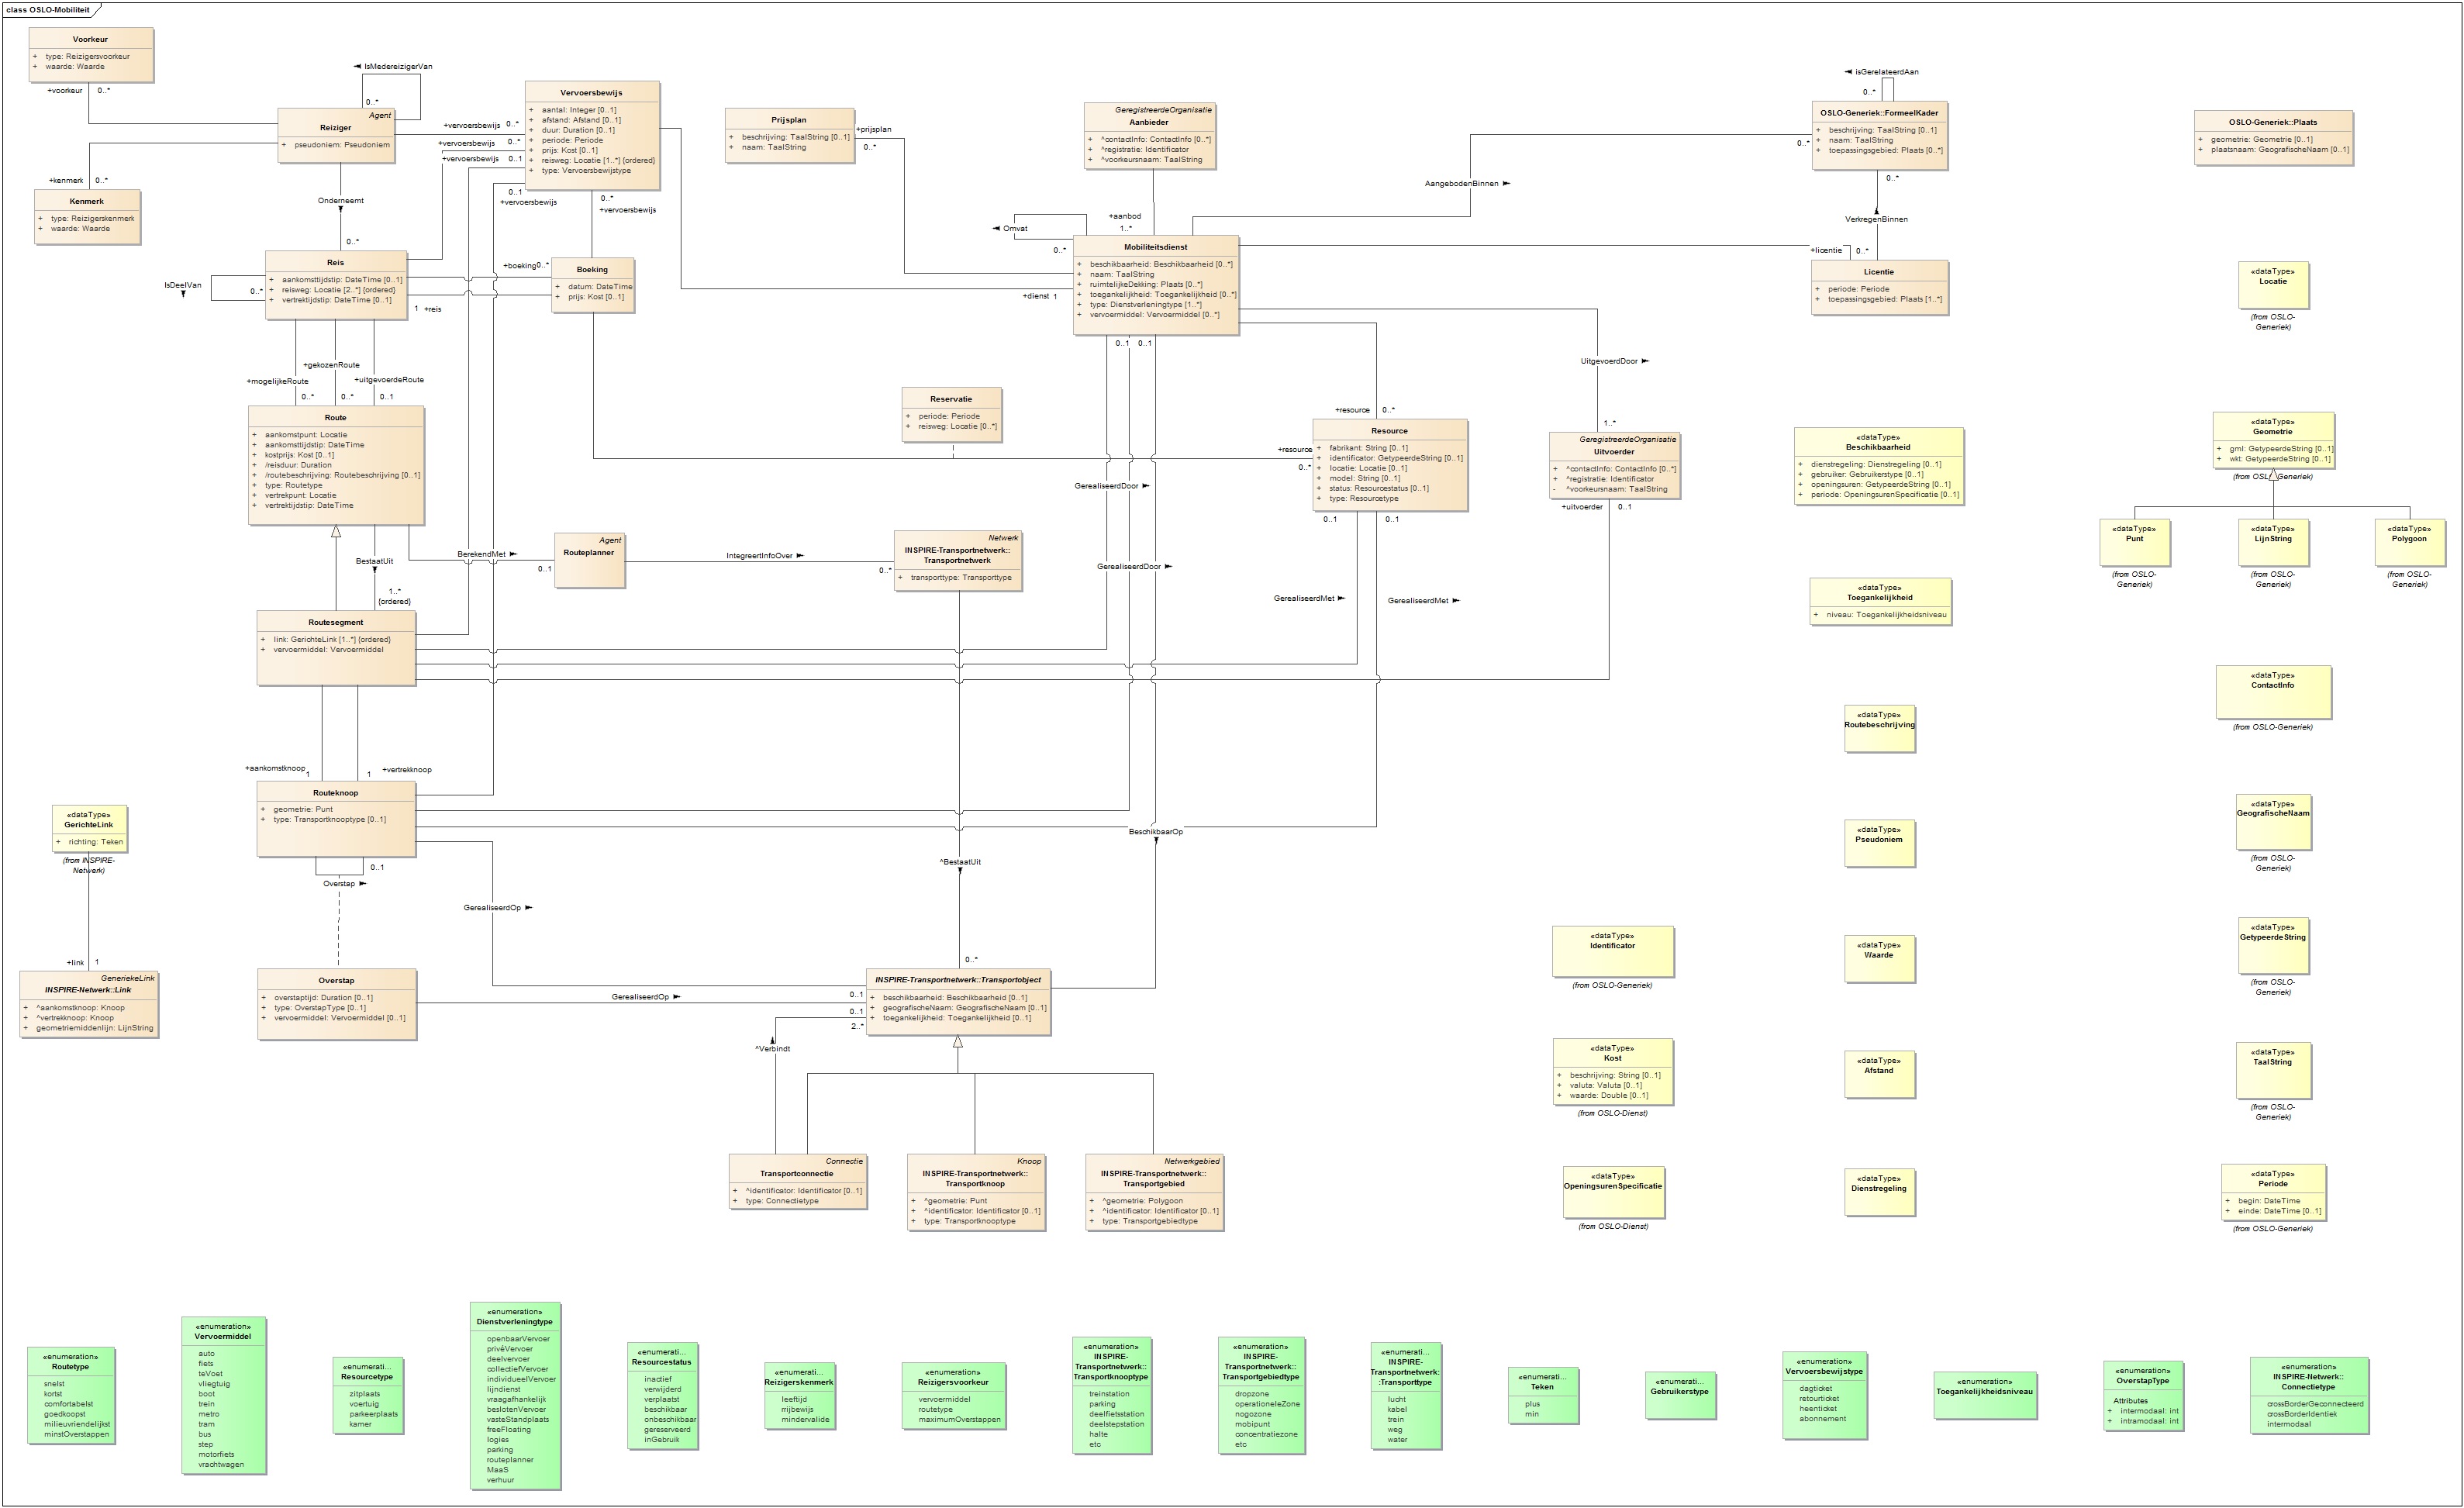 class OSLO-Mobiliteit
Voorkeur
+ type: Reizigersvoorkeur
+ waarde: Waarde
+voorkeur 0..*
IsMedereizigerVan
0..*
Agent
Reiziger
+ pseudoniem: Pseudoniem
+kenmerk 0..*
Kenmerk
+ type: Reizigerskenmerk
+ waarde: Waarde
Onderneemt
0..*
Vervoersbewijs
+ aantal: Integer [0..1]
+ afstand: Afstand [0..1]
+ duur: Duration [0..1]
+ periode: Periode
+ prijs: Kost [0..1]
+ reisweg: Locatie [1..*] {ordered}
+ type: Vervoersbewijstype
+vervoersbewijs 0..*
+vervoersbewijs 0..*
+vervoersbewijs 0..1
0..1
+vervoersbewijs
0..*
+vervoersbewijs
Reis
+ aankomsttijdstip: DateTime [0..1]
+ reisweg: Locatie [2..*] {ordered}
+ vertrektijdstip: DateTime [0..1]
IsDeelVan
0..*
+boeking 0..*
1 +reis
Boeking
+ datum: DateTime
+ prijs: Kost [0..1]
Prijsplan
+ beschrijving: TaalString [0..1]
+ naam: TaalString
+prijsplan
0..*
GeregistreerdeOrganisatie
Aanbieder
+ ^contactInfo: ContactInfo [0..*]
+ ^registratie: Identificator
+ ^voorkeursnaam: TaalString
+aanbod
1..*
Omvat
0..*
Mobiliteitsdienst
+ beschikbaarheid: Beschikbaarheid [0..*]
+ naam: TaalString
+ ruimtelijkeDekking: Plaats [0..*]
+ toegankelijkheid: Toegankelijkheid [0..*]
+ type: Dienstverleningtype [1..*]
+ vervoermiddel: Vervoermiddel [0..*]
+dienst 1
0..1 0..1
AangebodenBinnen
isGerelateerdAan
0..*
OSLO-Generiek::FormeelKader
+ beschrijving: TaalString [0..1]
+ naam: TaalString
+ toepassingsgebied: Plaats [0..*]
0..*
0..*
VerkregenBinnen
+licentie 0..*
Licentie
+ periode: Periode
+ toepassingsgebied: Plaats [1..*]
OSLO-Generiek::Plaats
+ geometrie: Geometrie [0..1]
+ plaatsnaam: GeografischeNaam [0..1]
«dataType»
Locatie
(from OSLO-
Generiek)
+mogelijkeRoute
+gekozenRoute
+uitgevoerdeRoute
0..* 0..* 0..1
Route
+ aankomstpunt: Locatie
+ aankomsttijdstip: DateTime
+ kostprijs: Kost [0..1]
+ /reisduur: Duration
+ /routebeschrijving: Routebeschrijving [0..1]
+ type: Routetype
+ vertrekpunt: Locatie
+ vertrektijdstip: DateTime
BestaatUit
1..*
{ordered}
BerekendMet
0..1
Agent
Routeplanner
IntegreertInfoOver
0..*
Netwerk
INSPIRE-Transportnetwerk::
Transportnetwerk
+ transporttype: Transporttype
Reservatie
+ periode: Periode
+ reisweg: Locatie [0..*]
+resource
0..*
+resource 0..*
Resource
+ fabrikant: String [0..1]
+ identificator: GetypeerdeString [0..1]
+ locatie: Locatie [0..1]
+ model: String [0..1]
+ status: Resourcestatus [0..1]
+ type: Resourcetype
0..1 0..1
UitgevoerdDoor
1..*
GeregistreerdeOrganisatie
Uitvoerder
+ ^contactInfo: ContactInfo [0..*]
+ ^registratie: Identificator
- ^voorkeursnaam: TaalString
+uitvoerder 0..1
GerealiseerdDoor
GerealiseerdDoor
GerealiseerdMet
GerealiseerdMet
«dataType»
Beschikbaarheid
+ dienstregeling: Dienstregeling [0..1]
+ gebruiker: Gebruikerstype [0..1]
+ openingsuren: GetypeerdeString [0..1]
+ periode: OpeningsurenSpecificatie [0..1]
«dataType»
Geometrie
+ gml: GetypeerdeString [0..1]
+ wkt: GetypeerdeString [0..1]
(from OSLO-Generiek)
«dataType»
Punt
(from OSLO-
Generiek)
«dataType»
LijnString
(from OSLO-
Generiek)
«dataType»
Polygoon
(from OSLO-
Generiek)
«dataType»
Toegankelijkheid
+ niveau: Toegankelijkheidsniveau
Routesegment
+ link: GerichteLink [1..*] {ordered}
+ vervoermiddel: Vervoermiddel
+aankomstknoop 1
1 +vertrekknoop
Routeknoop
+ geometrie: Punt
+ type: Transportknooptype [0..1]
0..1
Overstap
GerealiseerdOp
^BestaatUit
0..*
BeschikbaarOp
«dataType»
GerichteLink
+ richting: Teken
(from INSPIRE-
Netwerk)
+link 1
GeneriekeLink
INSPIRE-Netwerk::Link
+ ^aankomstknoop: Knoop
+ ^vertrekknoop: Knoop
+ geometriemiddenlijn: LijnString
Overstap
+ overstaptijd: Duration [0..1]
+ type: OverstapType [0..1]
+ vervoermiddel: Vervoermiddel [0..1]
GerealiseerdOp
0..1
0..1
2..*
^Verbindt
INSPIRE-Transportnetwerk::Transportobject
+ beschikbaarheid: Beschikbaarheid [0..1]
+ geografischeNaam: GeografischeNaam [0..1]
+ toegankelijkheid: Toegankelijkheid [0..1]
Connectie
Transportconnectie
+ ^identificator: Identificator [0..1]
+ type: Connectietype
Knoop
INSPIRE-Transportnetwerk::
Transportknoop
+ ^geometrie: Punt
+ ^identificator: Identificator [0..1]
+ type: Transportknooptype
Netwerkgebied
INSPIRE-Transportnetwerk::
Transportgebied
+ ^geometrie: Polygoon
+ ^identificator: Identificator [0..1]
+ type: Transportgebiedtype
«dataType»
Routebeschrijving
«dataType»
ContactInfo
(from OSLO-Generiek)
«dataType»
Pseudoniem
«dataType»
GeografischeNaam
(from OSLO-
Generiek)
«dataType»
Identificator
(from OSLO-Generiek)
«dataType»
Waarde
«dataType»
GetypeerdeString
(from OSLO-
Generiek)
«dataType»
Kost
+ beschrijving: String [0..1]
+ valuta: Valuta [0..1]
+ waarde: Double [0..1]
(from OSLO-Dienst)
«dataType»
Afstand
«dataType»
TaalString
(from OSLO-
Generiek)
«dataType»
OpeningsurenSpecificatie
(from OSLO-Dienst)
«dataType»
Dienstregeling
«dataType»
Periode
+ begin: DateTime
+ einde: DateTime [0..1]
(from OSLO-Generiek)
«enumeration»
Routetype
snelst
kortst
comfortabelst
goedkoopst
milieuvriendelijkst
minstOverstappen
«enumeration»
Vervoermiddel
auto
fiets
teVoet
vliegtuig
boot
trein
metro
tram
bus
step
motorfiets
vrachtwagen
«enumerati...
Resourcetype
zitplaats
voertuig
parkeerplaats
kamer
«enumeration»
Dienstverleningtype
openbaarVervoer
privéVervoer
deelvervoer
collectiefVervoer
individueelVervoer
lijndienst
vraagafhankelijk
beslotenVervoer
vasteStandplaats
freeFloating
logies
parking
routeplanner
MaaS
verhuur
«enumerati...
Resourcestatus
inactief
verwijderd
verplaatst
beschikbaar
onbeschikbaar
gereserveerd
inGebruik
«enumerati...
Reizigerskenmerk
leeftijd
rijbewijs
mindervalide
«enumeration»
Reizigersvoorkeur
vervoermiddel
routetype
maximumOverstappen
«enumeration»
INSPIRE-
Transportnetwerk::
Transportknooptype
treinstation
parking
deelfietsstation
deelstepstation
halte
etc
«enumeration»
INSPIRE-
Transportnetwerk::
Transportgebiedtype
dropzone
operationeleZone
nogozone
mobipunt
concentratiezone
etc
«enumerati...
INSPIRE-
Transportnetwerk:
:Transporttype
lucht
kabel
trein
weg
water
«enumerati...
Teken
plus
min
«enumerati...
Gebruikerstype
«enumeration»
Vervoersbewijstype
dagticket
retourticket
heenticket
abonnement
«enumeration»
Toegankelijkheidsniveau
«enumeration»
OverstapType
Attributes
+ intermodaal: int
+ intramodaal: int
«enumeration»
INSPIRE-Netwerk::
Connectietype
crossBorderGeconnecteerd
crossBorderIdentiek
intermodaal